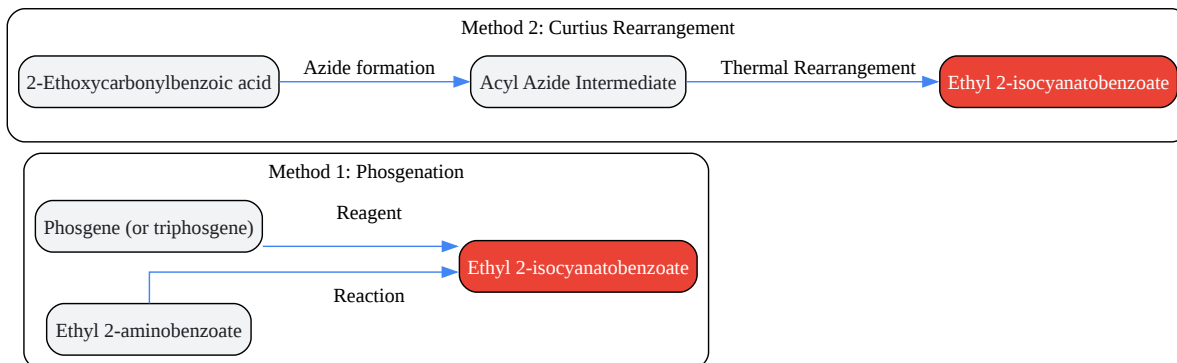 Method 2: Curtius Rearrangement
2-Ethoxycarbonylbenzoic acid
Azide formation
Acyl Azide Intermediate
Thermal Rearrangement
Ethyl 2-isocyanatobenzoate
Method 1: Phosgenation
Phosgene (or triphosgene)
Reagent
Ethyl 2-isocyanatobenzoate
Reaction
Ethyl 2-aminobenzoate